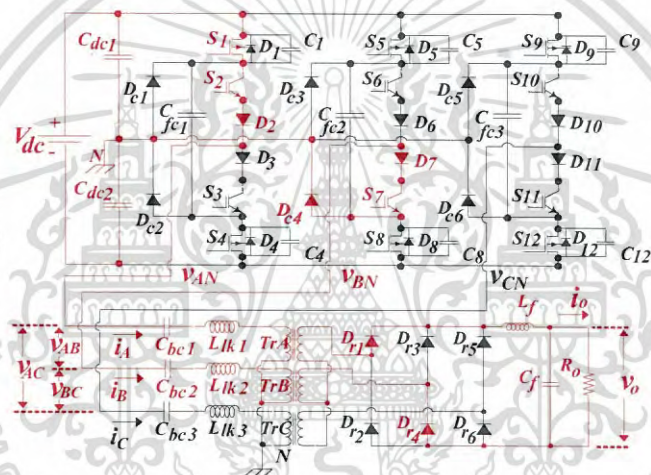 S1 C1 S5 C5 S9 C9
Cdc1 D1 D5 D9
S2 S6 S10
Dc1 Dc3 Dc5
Cfc1 Cfc2 Cfc3
Vdc + - D2 D6 D10
N
D3 D7 D11
Cdc2
S3 S7 S11
Dc2 Dc4 Dc6
S4 D4 C4 S8 D8 C8 S12 D12 C12
vAN vBN vCN
Lf io
iA Cbc1 Llk1 TrA Dr1 Dr3 Dr5
vAB
vAC iB Cbc2 Llk2 TrB Cf Ro vo
vBC
iC Cbc3 Llk3 TrC Dr2 Dr4 Dr6
N